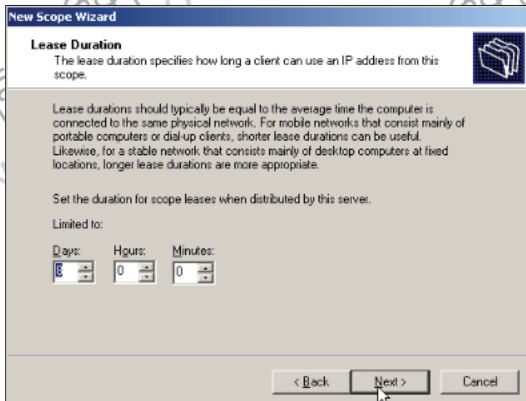 New Scope Wizard
Lease Duration
The lease duration specifies how long a client can use an IP address from this
scope.
Lease durations should typically be equal to the average time the computer is
connected to the same physical network. For mobile networks that consist mainly of
portable computers or dial-up clients, shorter lease durations can be useful.
Likewise, for a stable network that consists mainly of desktop computers at fixed
locations, longer lease durations are more appropriate.
Set the duration for scope leases when distributed by this server.
Limited to:
Days: Hours: Minutes:
8 0 0
< Back Next > Cancel